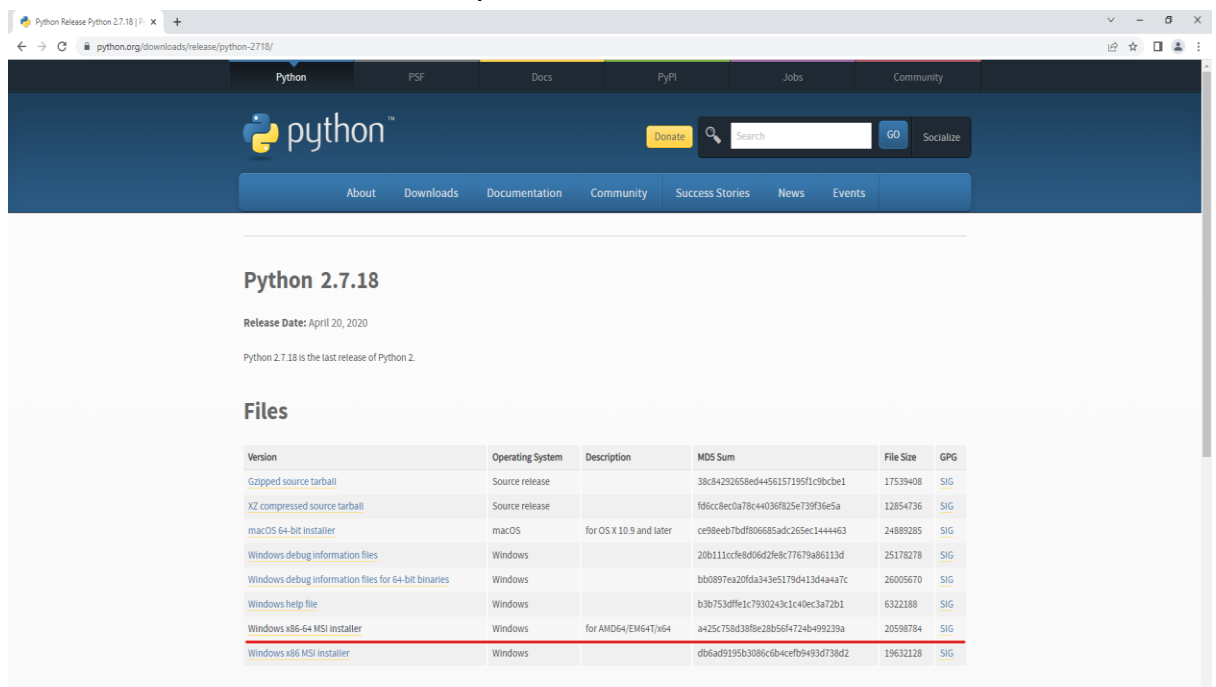 Python Release Python 2.7.18 | P
python.org/downloads/release/python-2718/
Python PSF Docs PyPI Jobs Community
python™
Donate Search GO Socialize
About Downloads Documentation Community Success Stories News Events
Python 2.7.18
Release Date: April 20, 2020
Python 2.7.18 is the last release of Python 2.
Files
Version Operating System Description MD5 Sum File Size GPG
Gzipped source tarball Source release 38c84292658ed4456157195f1c9bcbe1 17539408 SIG
XZ compressed source tarball Source release fd6cc8ec0a78c44036f825e739f36e5a 12854736 SIG
macOS 64-bit installer macOS for OS X 10.9 and later ce98eeb7bdf806685adc265ec1444463 24889285 SIG
Windows debug information files Windows 20b111ccfe8d06d2fe8c77679a86113d 25178278 SIG
Windows debug information files for 64-bit binaries Windows bb0897ea20fda343e5179d413d4a4a7c 26005670 SIG
Windows help file Windows b3b753dffe1c7930243c1c40ec3a72b1 6322188 SIG
Windows x86-64 MSI installer Windows for AMD64/EM64T/x64 a425c758d38f8e28b56f4724b499239a 20598784 SIG
Windows x86 MSI installer Windows db6ad9195b3086c6b4cefb9493d738d2 19632128 SIG